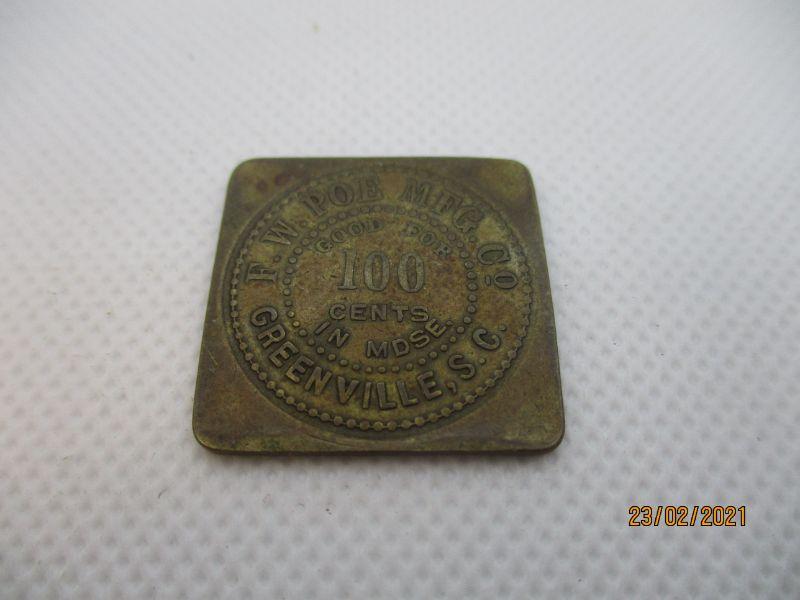 F. W. POE MFG. CO
GOOD FOR
100
CENTS
IN MDSE.
GREENVILLE, S. C.
23/02/2021